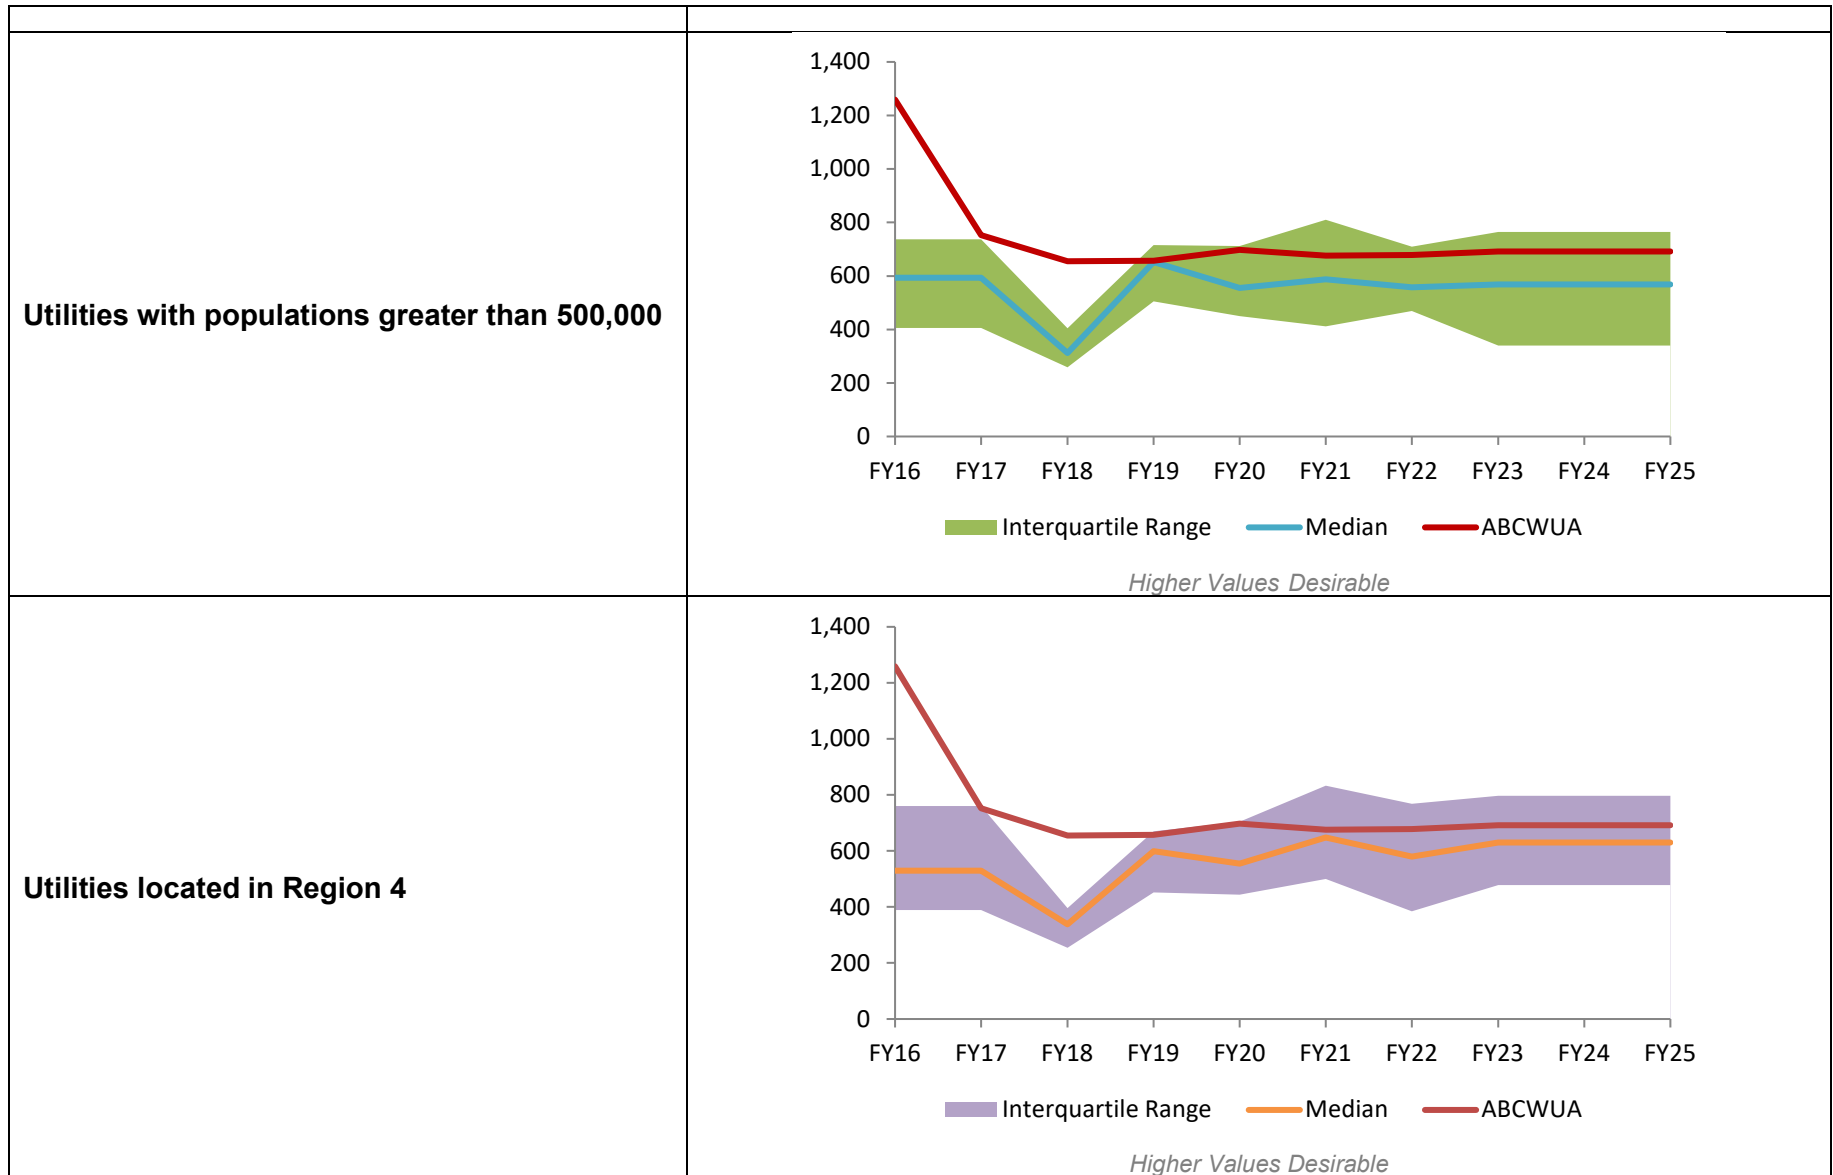 Utilities with populations greater than 500,000
1,400
1,200
1,000
800
600
400
200
0
FY16 FY17 FY18 FY19 FY20 FY21 FY22 FY23 FY24 FY25
Interquartile Range Median ABCWUA
Higher Values Desirable
Utilities located in Region 4
1,400
1,200
1,000
800
600
400
200
0
FY16 FY17 FY18 FY19 FY20 FY21 FY22 FY23 FY24 FY25
Interquartile Range Median ABCWUA
Higher Values Desirable